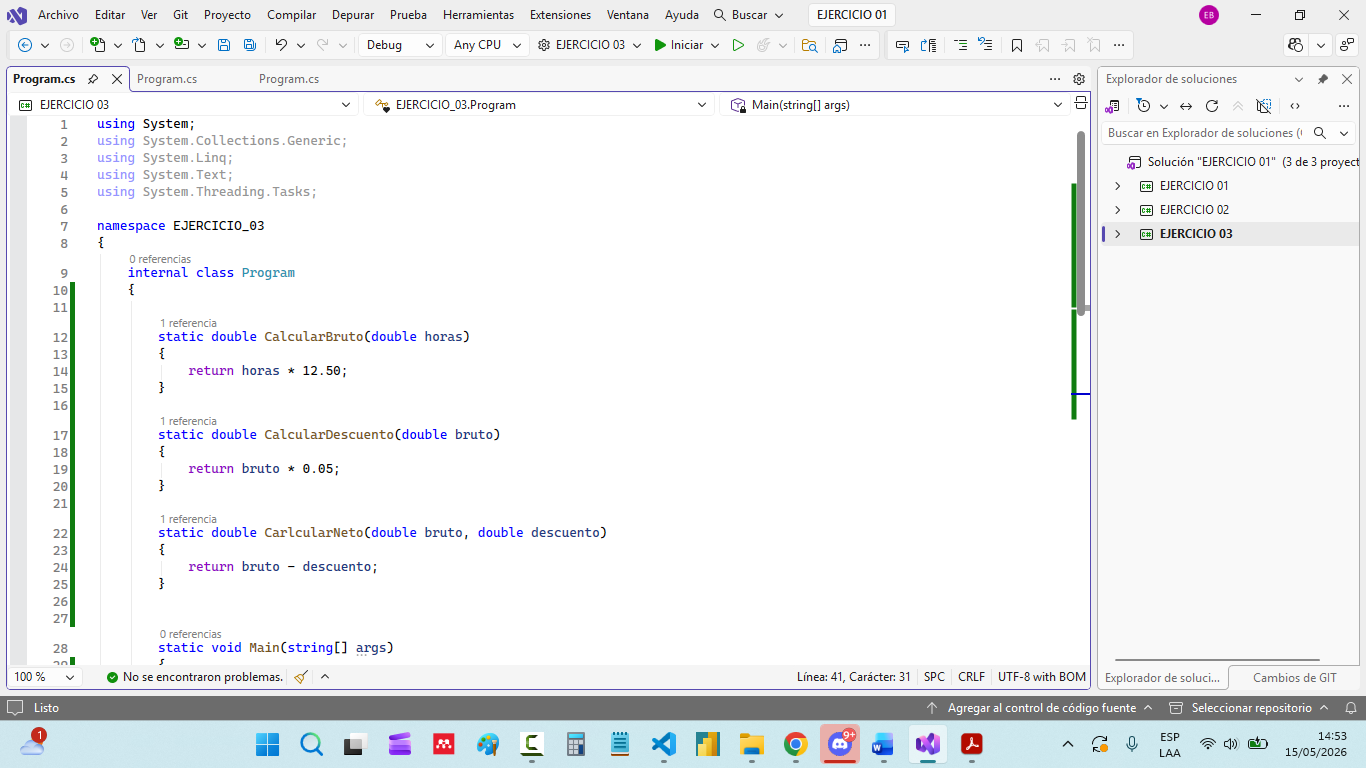 Archivo Editar Ver Git Proyecto Compilar Depurar Prueba Herramientas Extensiones Ventana Ayuda Buscar EJERCICIO 01 EB
Debug Any CPU EJERCICIO 03 Iniciar
Program.cs Program.cs Program.cs
EJERCICIO 03 EJERCICIO_03.Program Main(string[] args)
1 using System;
2 using System.Collections.Generic;
3 using System.Linq;
4 using System.Text;
5 using System.Threading.Tasks;
6
7 namespace EJERCICIO_03
8 {
0 referencias
9 internal class Program
10 {
11
1 referencia
12 static double CalcularBruto(double horas)
13 {
14 return horas * 12.50;
15 }
16
1 referencia
17 static double CalcularDescuento(double bruto)
18 {
19 return bruto * 0.05;
20 }
21
1 referencia
22 static double CarlcularNeto(double bruto, double descuento)
23 {
24 return bruto - descuento;
25 }
26
27
0 referencias
28 static void Main(string[] args)
29 {
100 % No se encontraron problemas. Línea: 41, Carácter: 31 SPC CRLF UTF-8 with BOM
Explorador de soluciones
Buscar en Explorador de soluciones (
Solución "EJERCICIO 01" (3 de 3 proyect
EJERCICIO 01
EJERCICIO 02
EJERCICIO 03
Explorador de soluci... Cambios de GIT
Listo Agregar al control de código fuente Seleccionar repositorio
1 9+ ESP LAA 14:53 15/05/2026